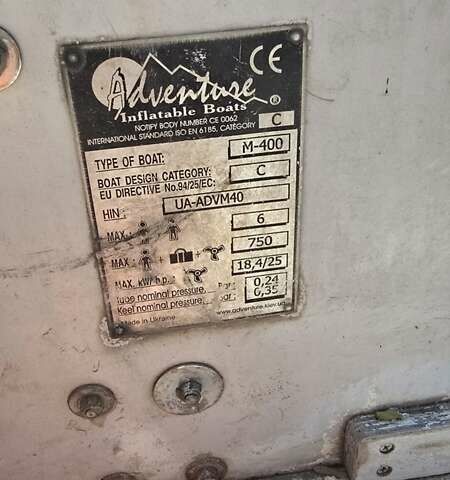 CE
Adventure
Inflatable Boats ®
NOTIFY BODY NUMBER CE 0062
INTERNATIONAL STANDARD ISO EN 6185, CATEGORY C
TYPE OF BOAT: M-400
BOAT DESIGN CATEGORY: C
EU DIRECTIVE No.94/25/EC:
HIN: UA-ADVM40
MAX.: 6
MAX.: + + 750
MAX. KW/ h.p. 18,4/25
Tube nominal pressure, Bar: 0,24
Keel nominal pressure, Bar: 0,35
Made in Ukraine www.adventure.kiev.ua